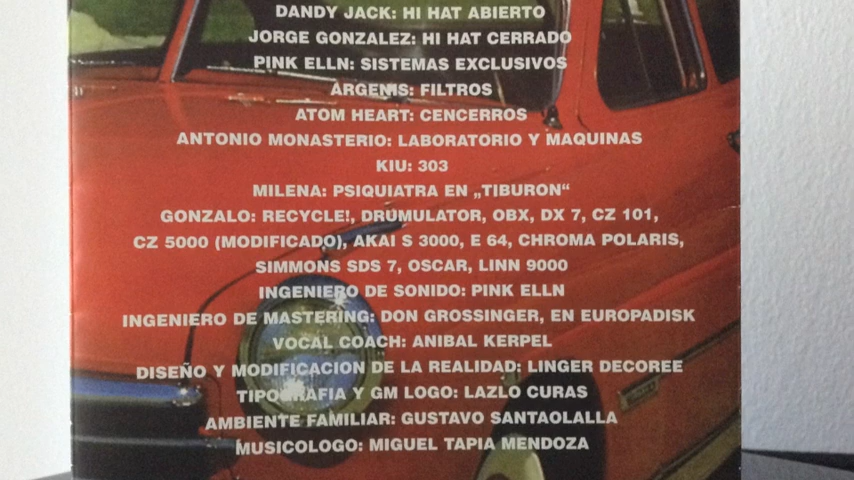 DANDY JACK: HI HAT ABIERTO
JORGE GONZALEZ: HI HAT CERRADO
PINK ELLN: SISTEMAS EXCLUSIVOS
ARGENIS: FILTROS
ATOM HEART: CENCERROS
ANTONIO MONASTERIO: LABORATORIO Y MAQUINAS
KIU: 303
MILENA: PSIQUIATRA EN „TIBURON“
GONZALO: RECYCLE!, DRUMULATOR, OBX, DX 7, CZ 101,
CZ 5000 (MODIFICADO), AKAI S 3000, E 64, CHROMA POLARIS,
SIMMONS SDS 7, OSCAR, LINN 9000
INGENIERO DE SONIDO: PINK ELLN
INGENIERO DE MASTERING: DON GROSSINGER, EN EUROPADISK
VOCAL COACH: ANIBAL KERPEL
DISEÑO Y MODIFICACION DE LA REALIDAD: LINGER DECOREE
TIPOGRAFIA Y GM LOGO: LAZLO CURAS
AMBIENTE FAMILIAR: GUSTAVO SANTAOLALLA
MUSICOLOGO: MIGUEL TAPIA MENDOZA